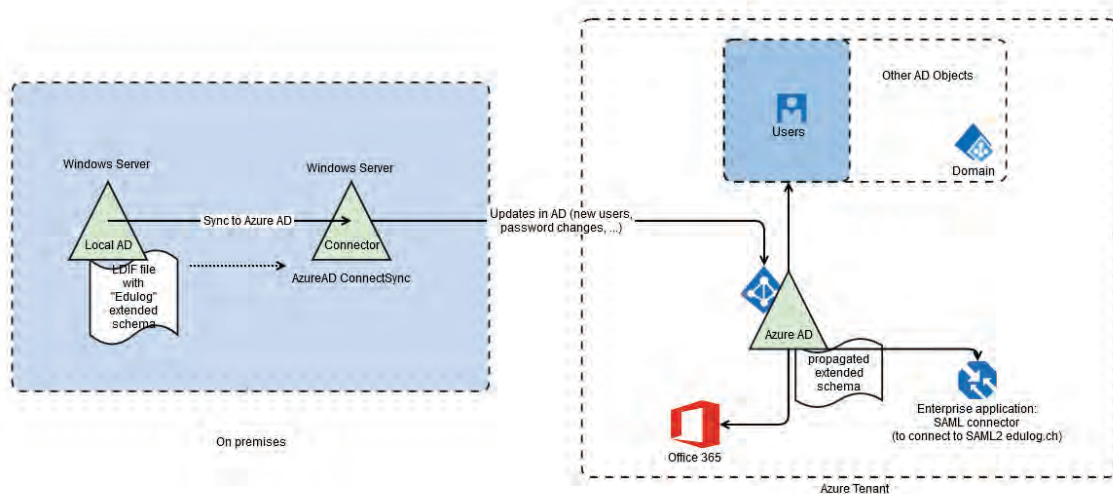 Other AD Objects
Users
Domain
Windows Server
Windows Server
Sync to Azure AD
Updates in AD (new users,
password changes, ...)
Local AD
Connector
LDIF file
with
"Edulog"
extended
schema
AzureAD ConnectSync
Azure AD
propagated
extended
schema
Enterprise application:
SAML connector
(to connect to SAML2 edulog.ch)
Office 365
On premises
Azure Tenant